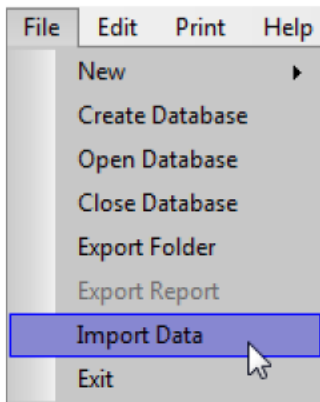 File Edit Print Help
New
Create Database
Open Database
Close Database
Export Folder
Export Report
Import Data
Exit